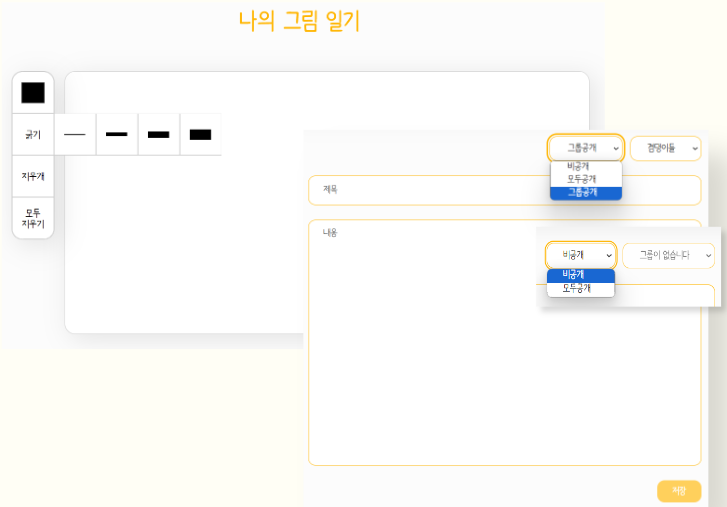 나의 그림 일기
굵기
지우개
모두
지우기
그룹공개
겸댕이들
비공개
모두공개
그룹공개
제목
내용
비공개
그룹이 없습니다
비공개
모두공개
저장